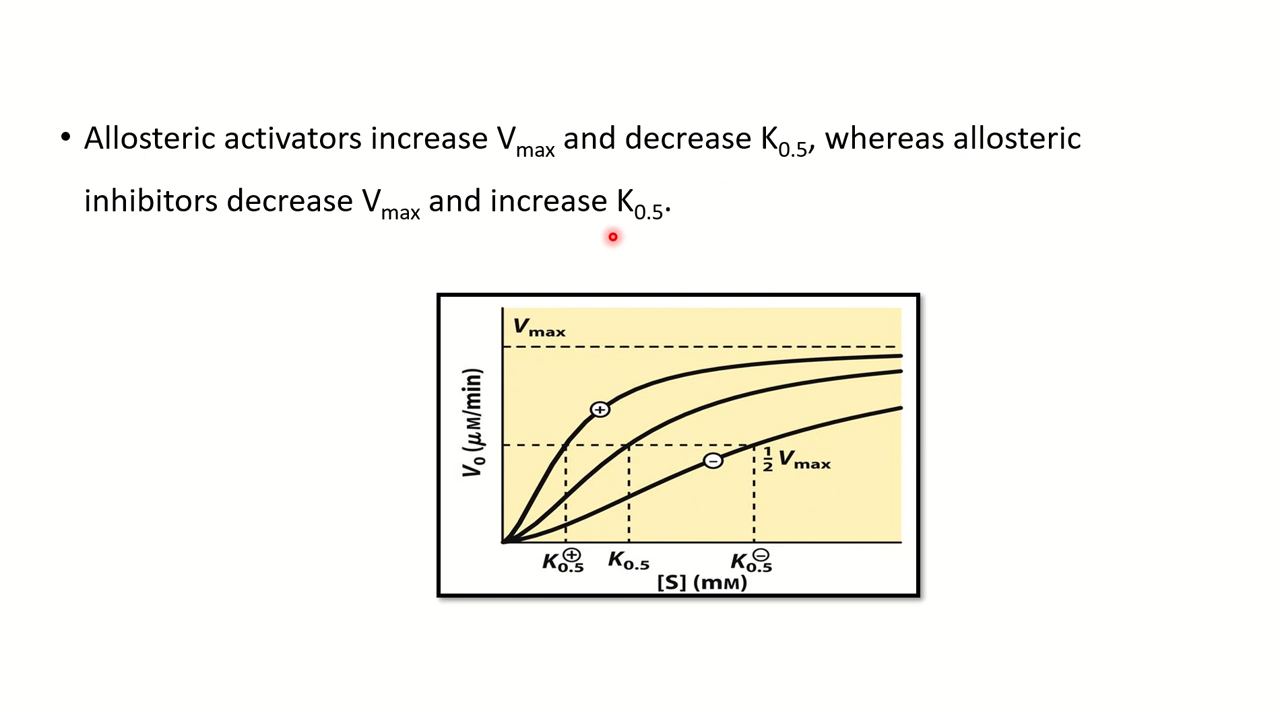 • Allosteric activators increase Vmax and decrease K0.5, whereas allosteric
inhibitors decrease Vmax and increase K0.5.
Vmax
V0 (μM/min)
+
−
1/2 Vmax
K0.5⊕ K0.5 K0.5⊖
[S] (mM)